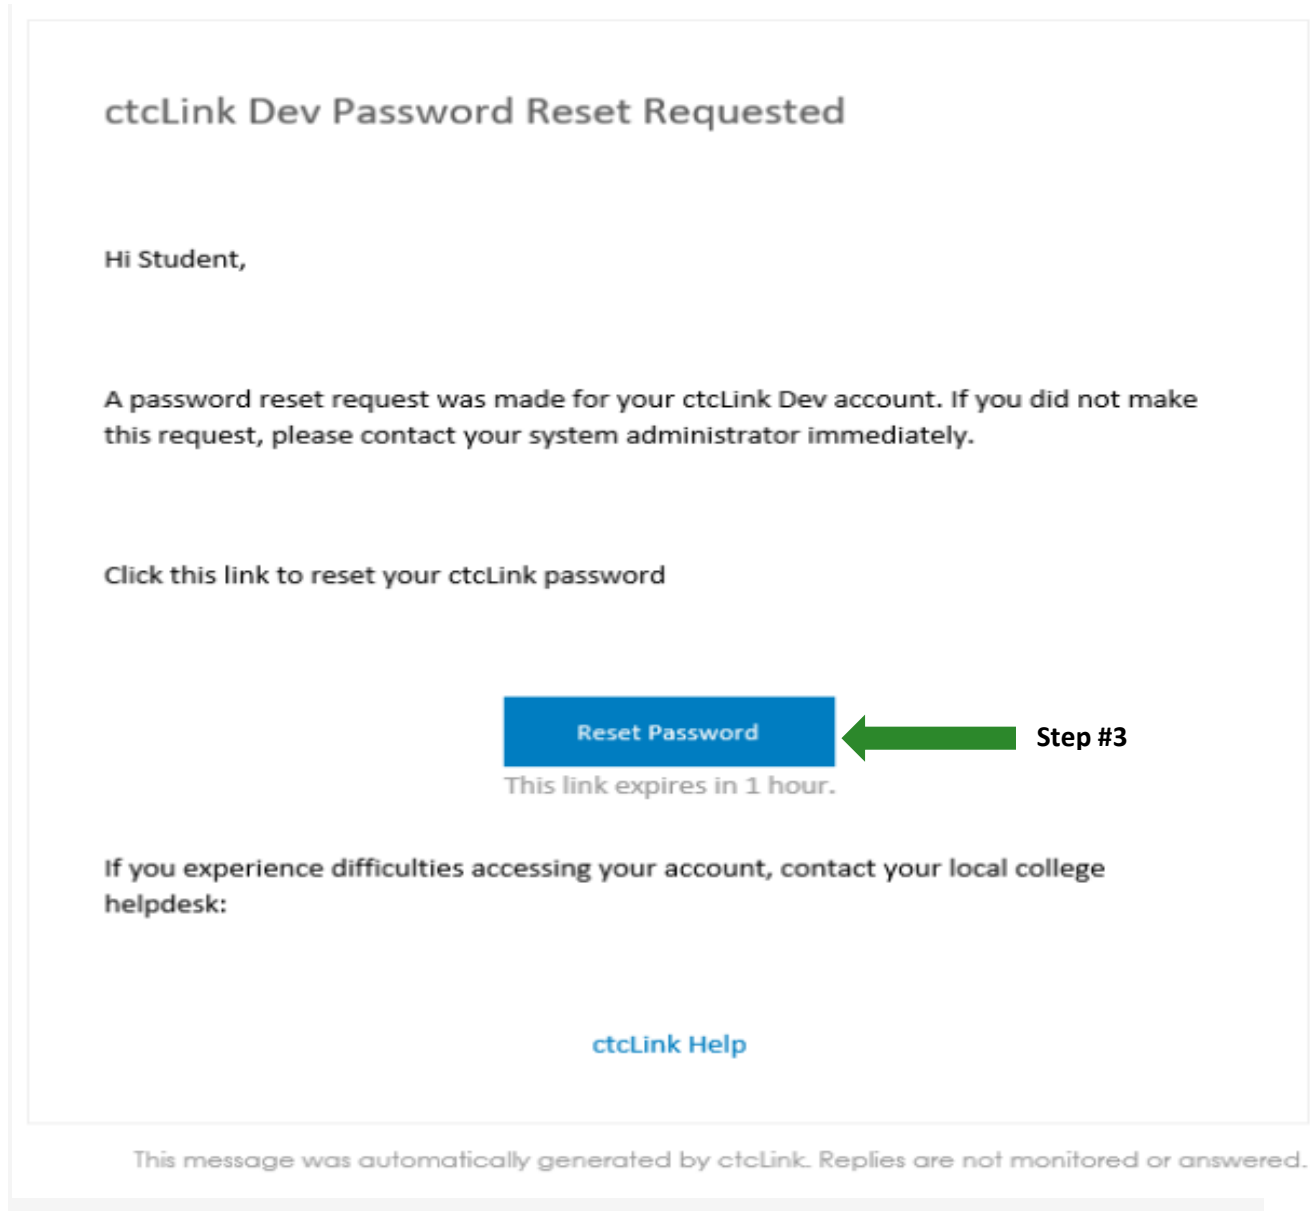 ctcLink Dev Password Reset Requested
Hi Student,
A password reset request was made for your ctcLink Dev account. If you did not make
this request, please contact your system administrator immediately.
Click this link to reset your ctcLink password
Reset Password
Step #3
This link expires in 1 hour.
If you experience difficulties accessing your account, contact your local college
helpdesk:
ctcLink Help
This message was automatically generated by ctcLink. Replies are not monitored or answered.